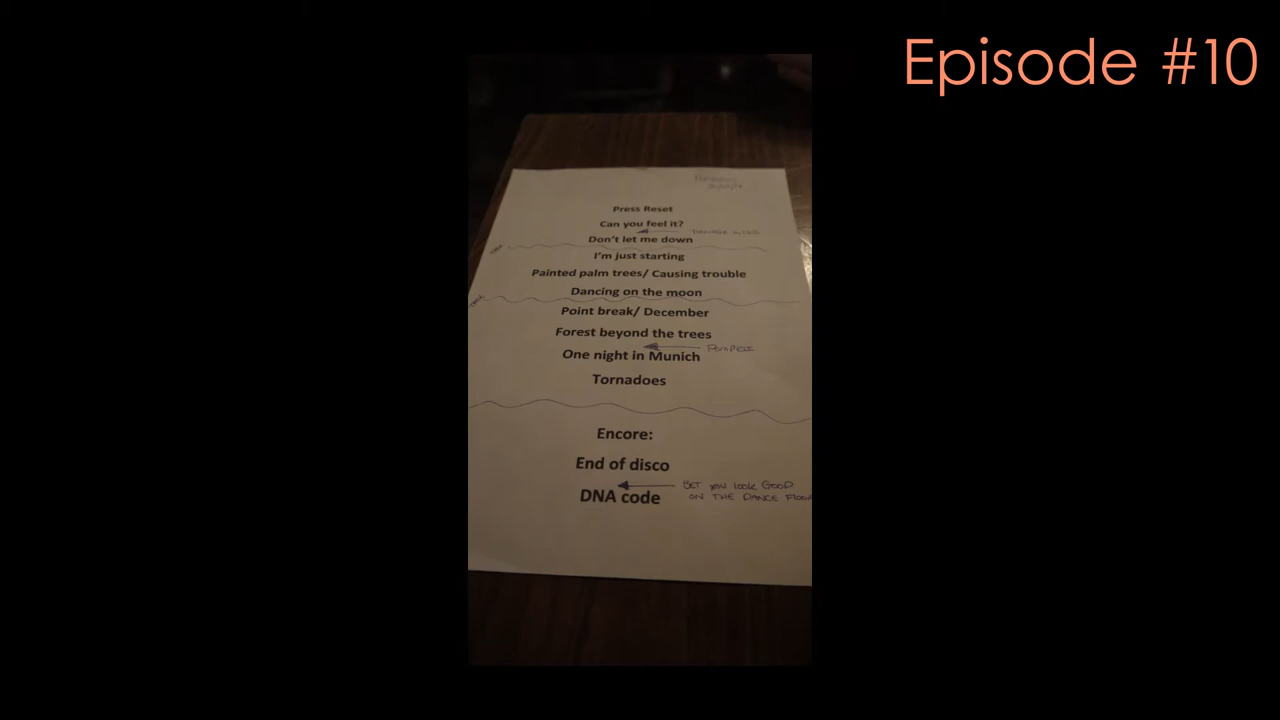 Episode #10
Press Reset
Can you feel it?
Don't let me down
I'm just starting
Painted palm trees/ Causing trouble
Dancing on the moon
Point break/ December
Forest beyond the trees
POMPEII
One night in Munich
Tornadoes
Encore:
End of disco
BET YOU LOOK GOOD
ON THE DANCE FLOOR
DNA code